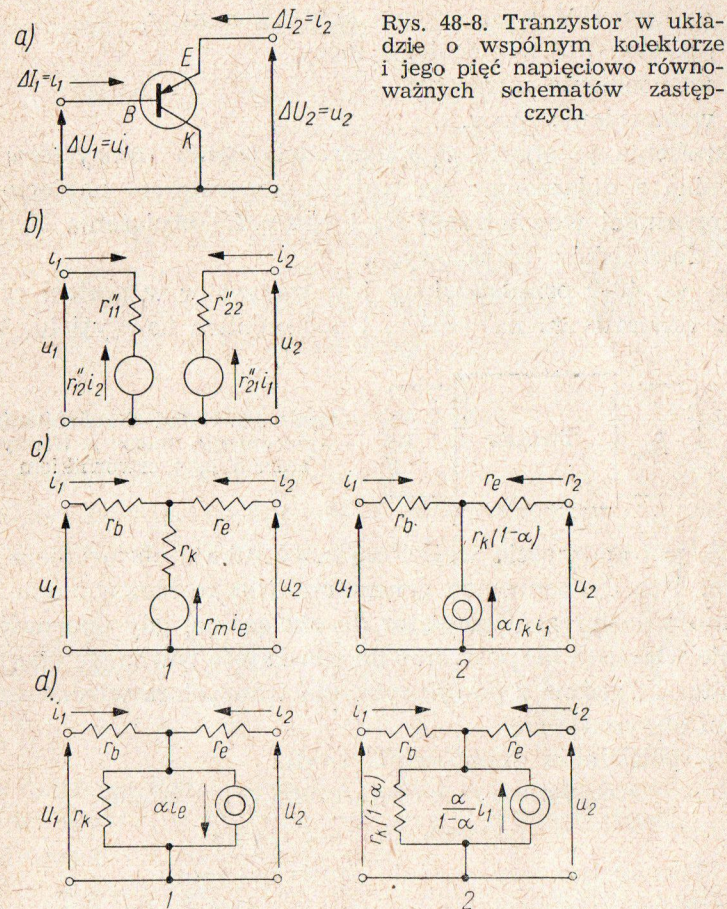 Rys. 48-8. Tranzystor w ukła-
dzie o wspólnym kolektorze
i jego pięć napięciowo równo-
ważnych schematów zastęp-
czych
a)
ΔI₂=i₂
ΔI₁=i₁
E
B
K
ΔU₁=u₁
ΔU₂=u₂
b)
i₁
i₂
r″₁₁
r″₂₂
u₁
r″₁₂i₂
r″₂₁i₁
u₂
c)
i₁
i₂
r_b
r_e
r_k
u₁
r_m i_e
u₂
1
i₁
r_e
r₂
r_b
r_k(1-α)
u₁
α r_k i₁
u₂
2
d)
i₁
i₂
r_b
r_e
u₁
r_k
α i_e
u₂
1
i₁
i₂
r_b
r_e
u₁
r_k(1-α)
α/(1-α) i₁
u₂
2